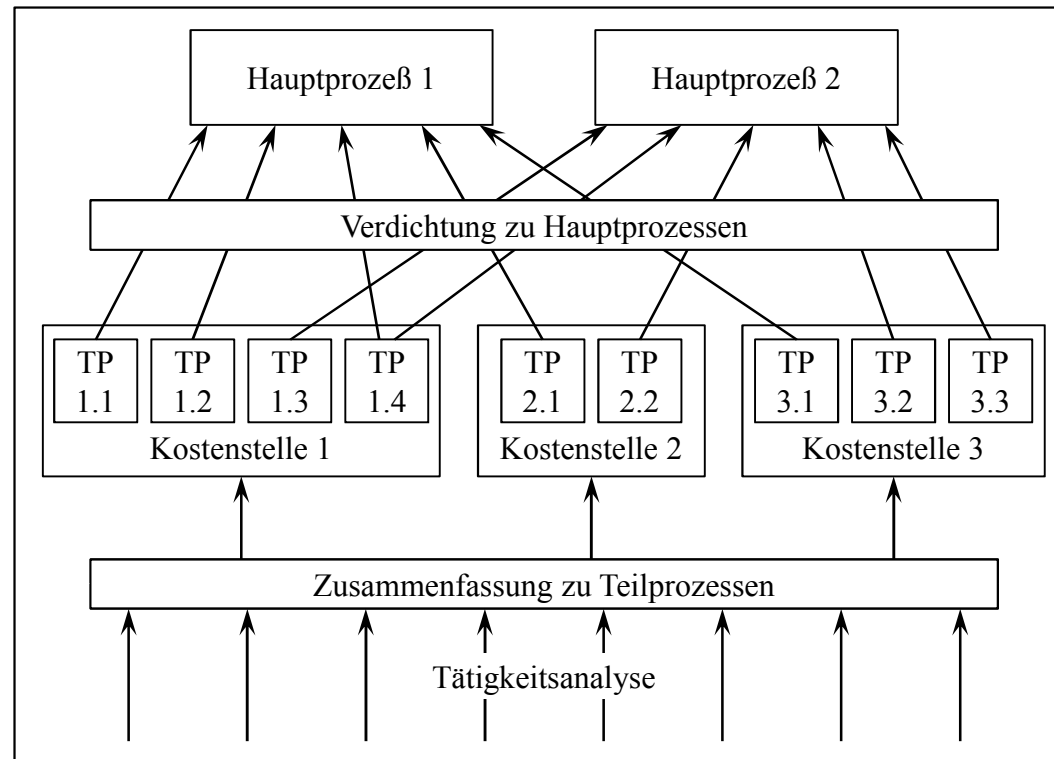 Hauptprozeß 1
Hauptprozeß 2
Verdichtung zu Hauptprozessen
TP
1.1
TP
1.2
TP
1.3
TP
1.4
Kostenstelle 1
TP
2.1
TP
2.2
Kostenstelle 2
TP
3.1
TP
3.2
TP
3.3
Kostenstelle 3
Zusammenfassung zu Teilprozessen
Tätigkeitsanalyse